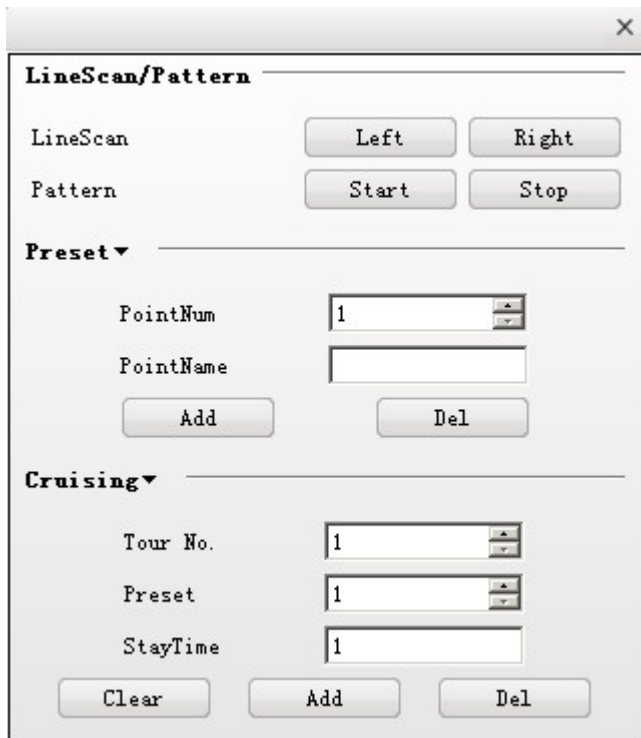 LineScan/Pattern
LineScan Left Right
Pattern Start Stop
Preset
PointNum 1
PointName
Add Del
Cruising
Tour No. 1
Preset 1
StayTime 1
Clear Add Del